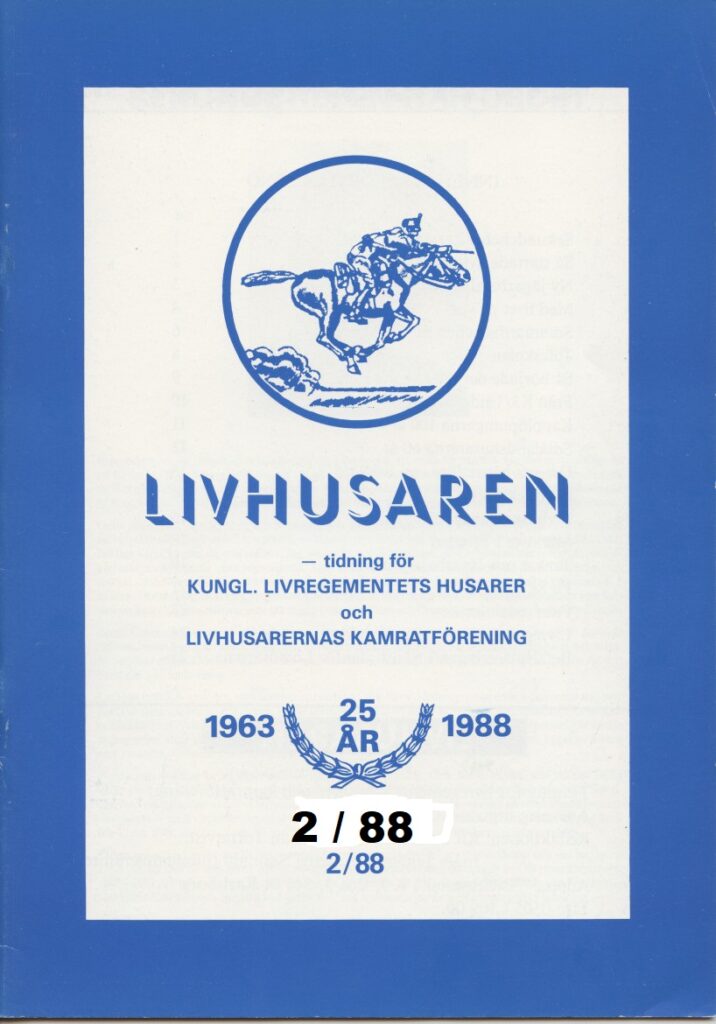 LIVHUSAREN
— tidning för
KUNGL. LIVREGEMENTETS HUSARER
och
LIVHUSARERNAS KAMRATFÖRENING
1963 25 ÅR 1988
2 / 88
2/88